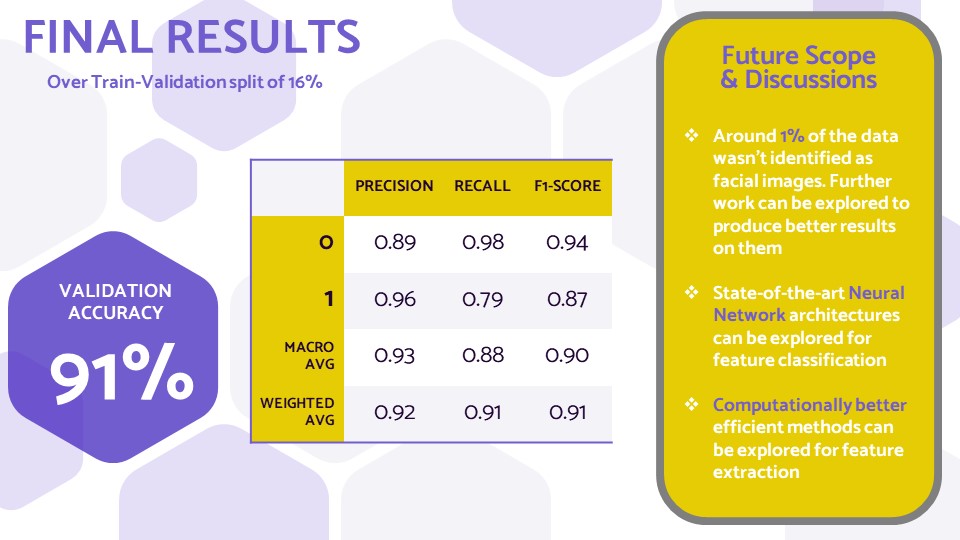 FINAL RESULTS
Over Train-Validation split of 16%
VALIDATION
ACCURACY
91%
PRECISION RECALL F1-SCORE
0 0.89 0.98 0.94
1 0.96 0.79 0.87
MACRO
AVG 0.93 0.88 0.90
WEIGHTED
AVG 0.92 0.91 0.91
Future Scope
& Discussions
❖ Around 1% of the data
wasn't identified as
facial images. Further
work can be explored to
produce better results
on them
❖ State-of-the-art Neural
Network architectures
can be explored for
feature classification
❖ Computationally better
efficient methods can
be explored for feature
extraction